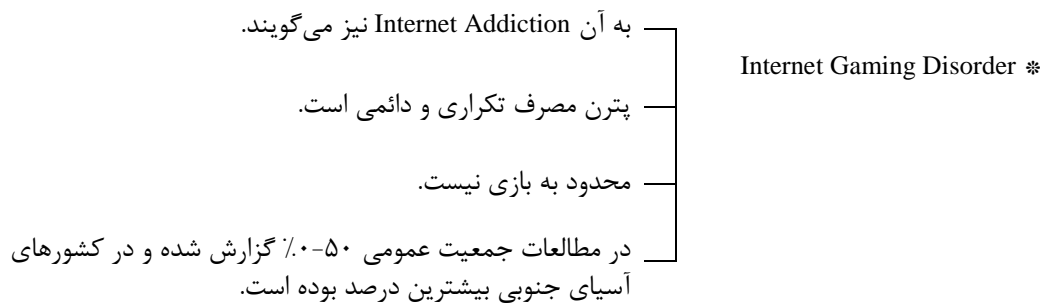 ❊ Internet Gaming Disorder
به آن Internet Addiction نیز می‌گویند.
پترن مصرف تکراری و دائمی است.
محدود به بازی نیست.
در مطالعات جمعیت عمومی ۵۰-۰٪ گزارش شده و در کشورهای
آسیای جنوبی بیشترین درصد بوده است.